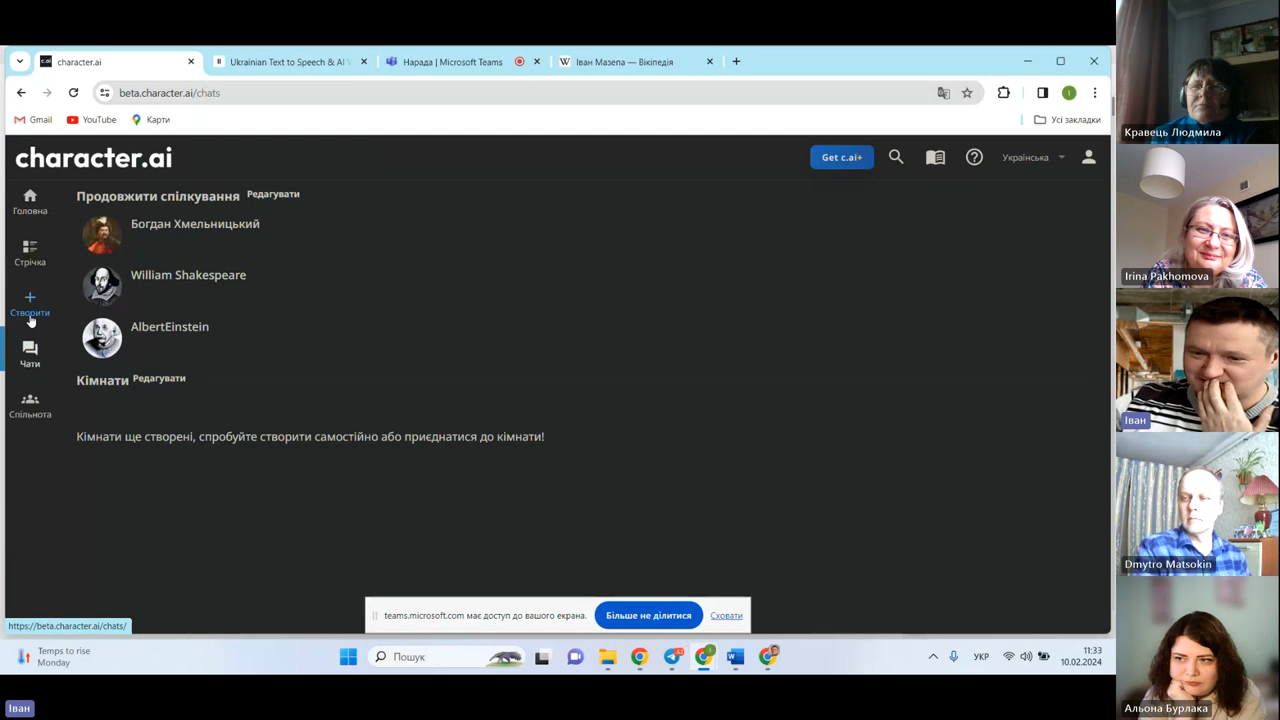 character.ai
Ukrainian Text to Speech & AI V
Нарада | Microsoft Teams
Іван Мазепа — Вікіпедія
beta.character.ai/chats
Gmail
YouTube
Карти
Усі закладки
character.ai
Get c.ai+
Українська
Головна
Стрічка
Створити
Чати
Спільнота
Продовжити спілкування Редагувати
Богдан Хмельницький
William Shakespeare
AlbertEinstein
Кімнати Редагувати
Кімнати ще створені, спробуйте створити самостійно або приєднатися до кімнати!
teams.microsoft.com має доступ до вашого екрана.
Більше не ділитися
Сховати
https://beta.character.ai/chats/
Temps to rise
Monday
Пошук
УКР
11:33
10.02.2024
Іван
Кравець Людмила
Irina Pakhomova
Іван
Dmytro Matsokin
Альона Бурлака